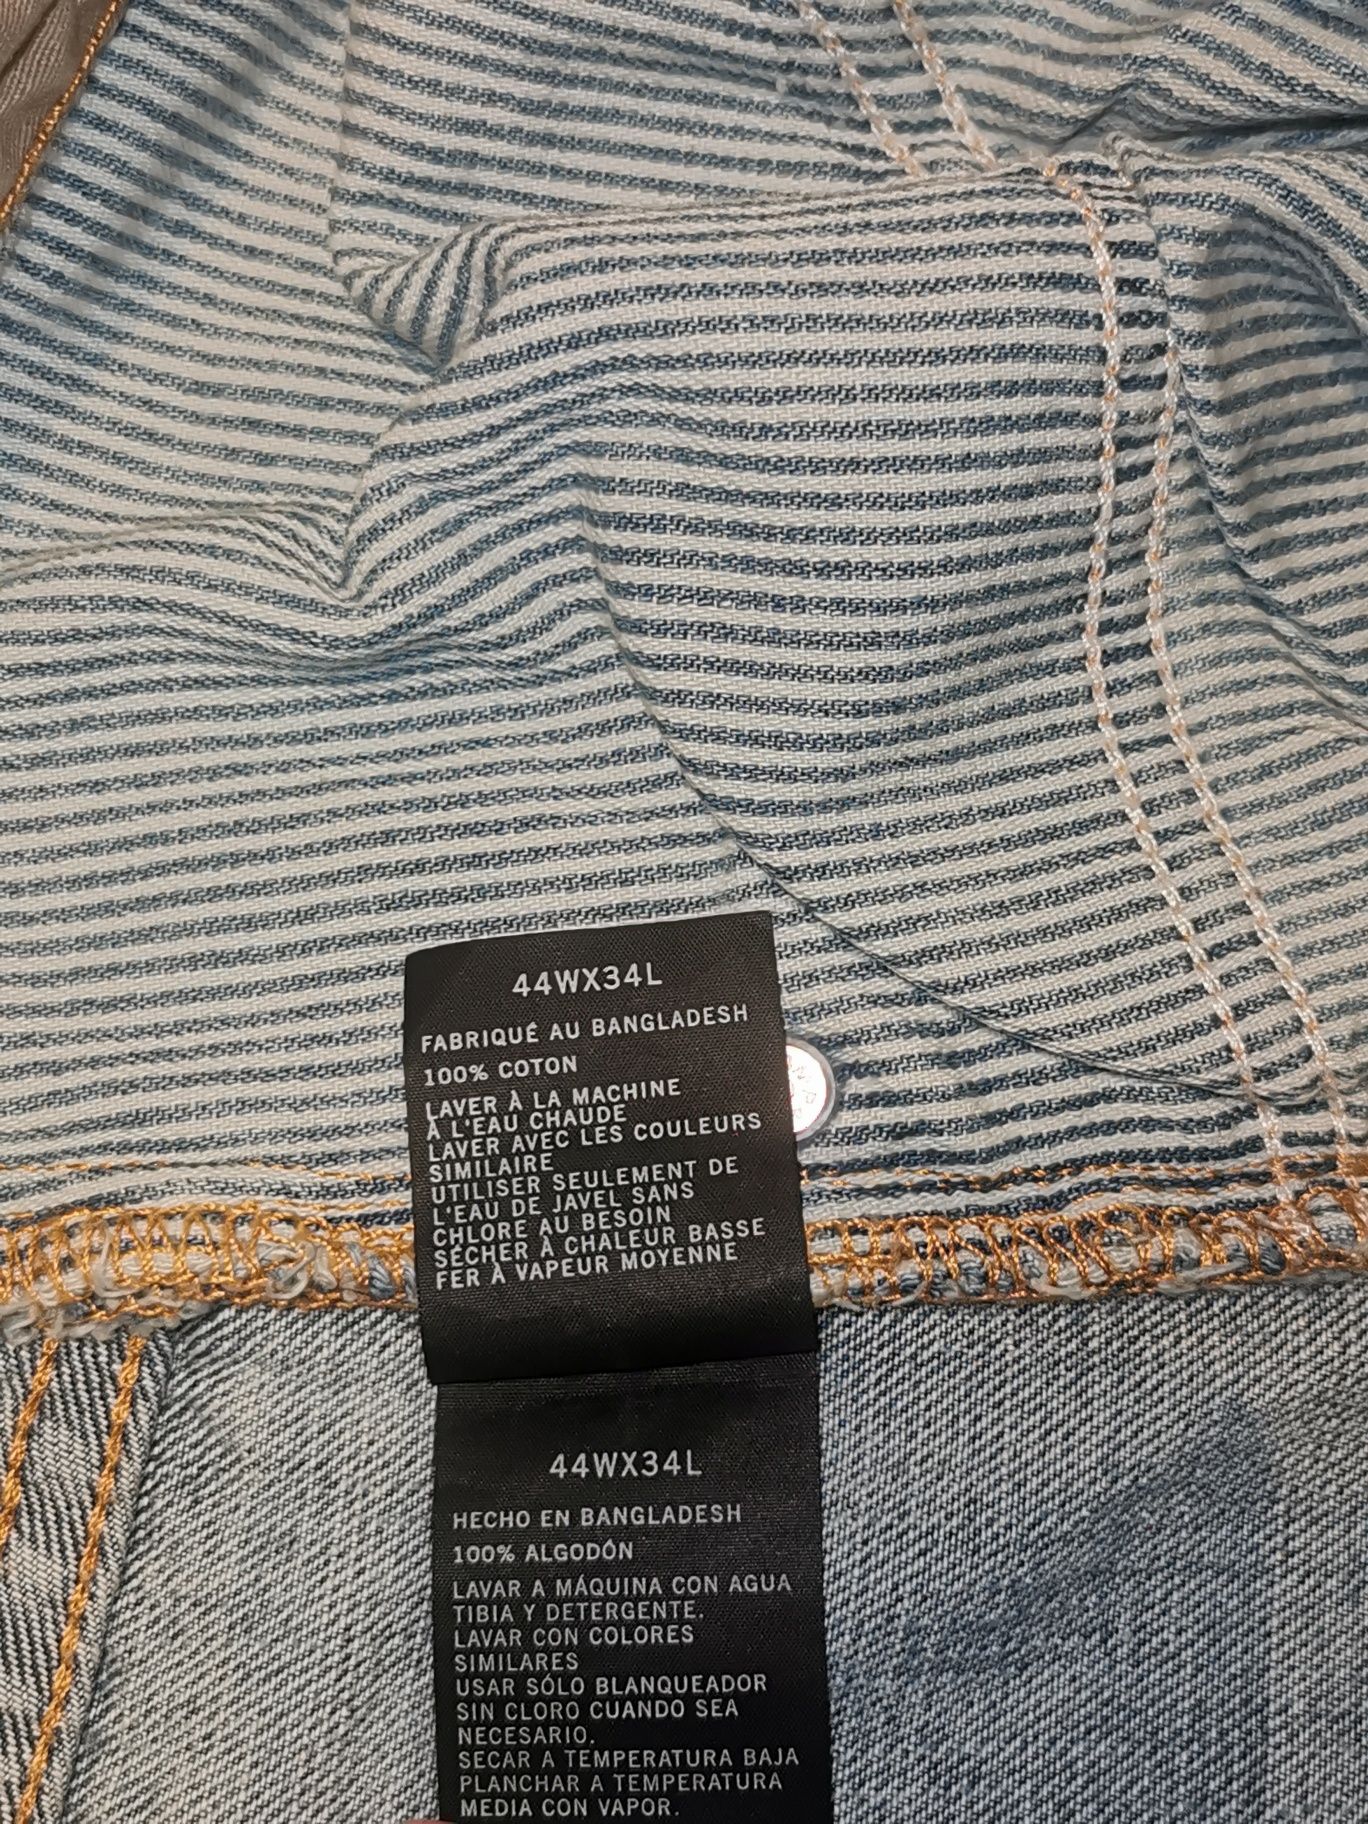 44WX34L
FABRIQUÉ AU BANGLADESH
100% COTON
LAVER À LA MACHINE
À L'EAU CHAUDE
LAVER AVEC LES COULEURS
SIMILAIRE
UTILISER SEULEMENT DE
L'EAU DE JAVEL SANS
CHLORE AU BESOIN
SÉCHER À CHALEUR BASSE
FER À VAPEUR MOYENNE
44WX34L
HECHO EN BANGLADESH
100% ALGODÓN
LAVAR A MÁQUINA CON AGUA
TIBIA Y DETERGENTE.
LAVAR CON COLORES
SIMILARES
USAR SÓLO BLANQUEADOR
SIN CLORO CUANDO SEA
NECESARIO.
SECAR A TEMPERATURA BAJA
PLANCHAR A TEMPERATURA
MEDIA CON VAPOR.